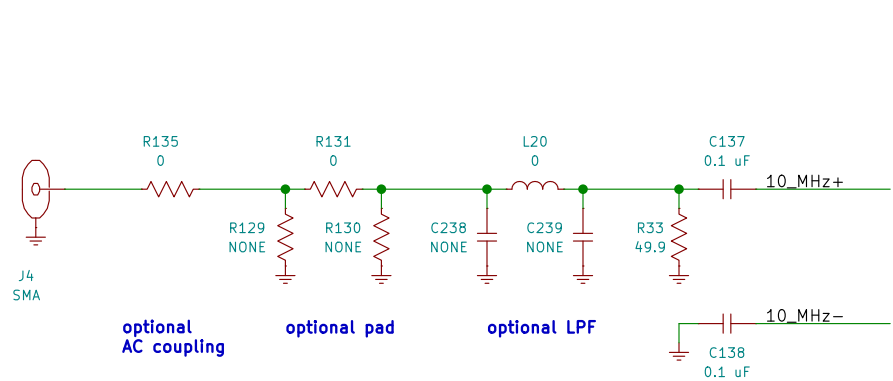 R135
0
R131
0
L20
0
C137
0.1 uF
10_MHz+
R129
NONE
R130
NONE
C238
NONE
C239
NONE
R33
49.9
J4
SMA
optional
AC coupling
optional pad
optional LPF
10_MHz-
C138
0.1 uF